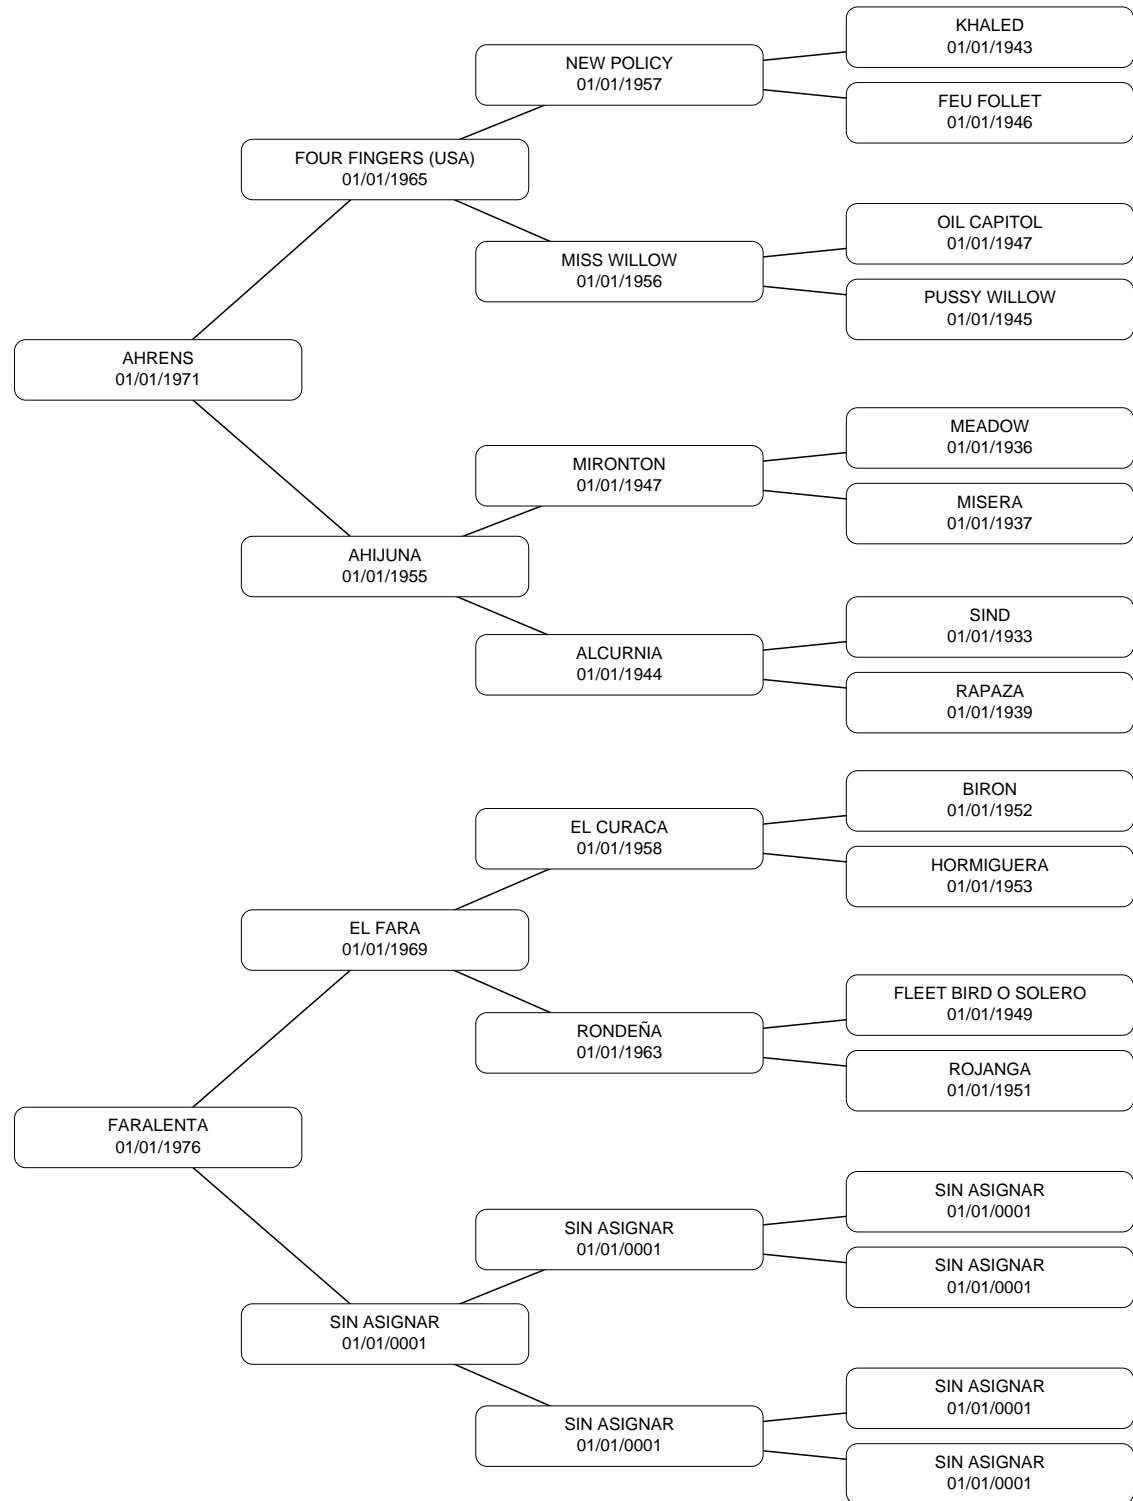 KHALED
01/01/1943
NEW POLICY
01/01/1957
FEU FOLLET
01/01/1946
FOUR FINGERS (USA)
01/01/1965
OIL CAPITOL
01/01/1947
MISS WILLOW
01/01/1956
PUSSY WILLOW
01/01/1945
AHRENS
01/01/1971
MEADOW
01/01/1936
MIRONTON
01/01/1947
MISERA
01/01/1937
AHIJUNA
01/01/1955
SIND
01/01/1933
ALCURNIA
01/01/1944
RAPAZA
01/01/1939
BIRON
01/01/1952
EL CURACA
01/01/1958
HORMIGUERA
01/01/1953
EL FARA
01/01/1969
FLEET BIRD O SOLERO
01/01/1949
RONDEÑA
01/01/1963
ROJANGA
01/01/1951
FARALENTA
01/01/1976
SIN ASIGNAR
01/01/0001
SIN ASIGNAR
01/01/0001
SIN ASIGNAR
01/01/0001
SIN ASIGNAR
01/01/0001
SIN ASIGNAR
01/01/0001
SIN ASIGNAR
01/01/0001
SIN ASIGNAR
01/01/0001